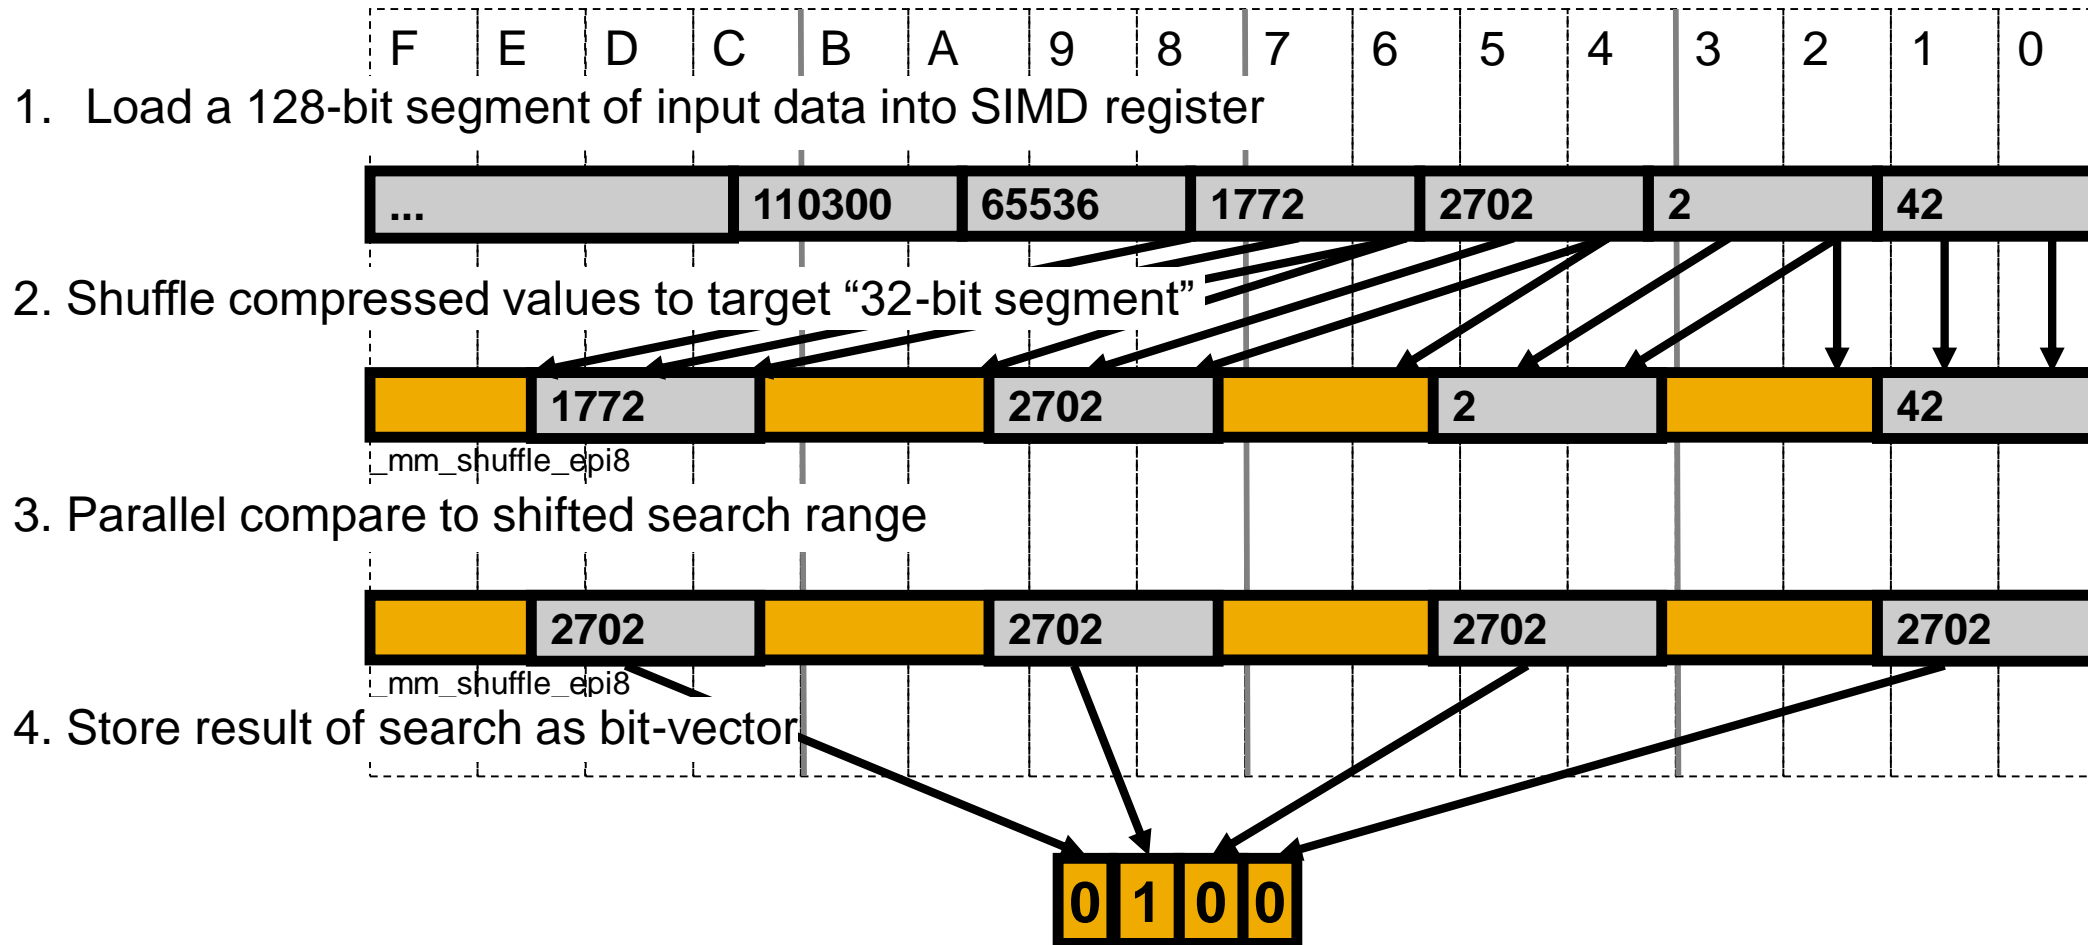 F E D C B A 9 8 7 6 5 4 3 2 1 0
1. Load a 128-bit segment of input data into SIMD register
... 110300 65536 1772 2702 2 42
2. Shuffle compressed values to target “32-bit segment”
1772 2702 2 42
_mm_shuffle_epi8
3. Parallel compare to shifted search range
2702 2702 2702 2702
_mm_shuffle_epi8
4. Store result of search as bit-vector
0 1 0 0